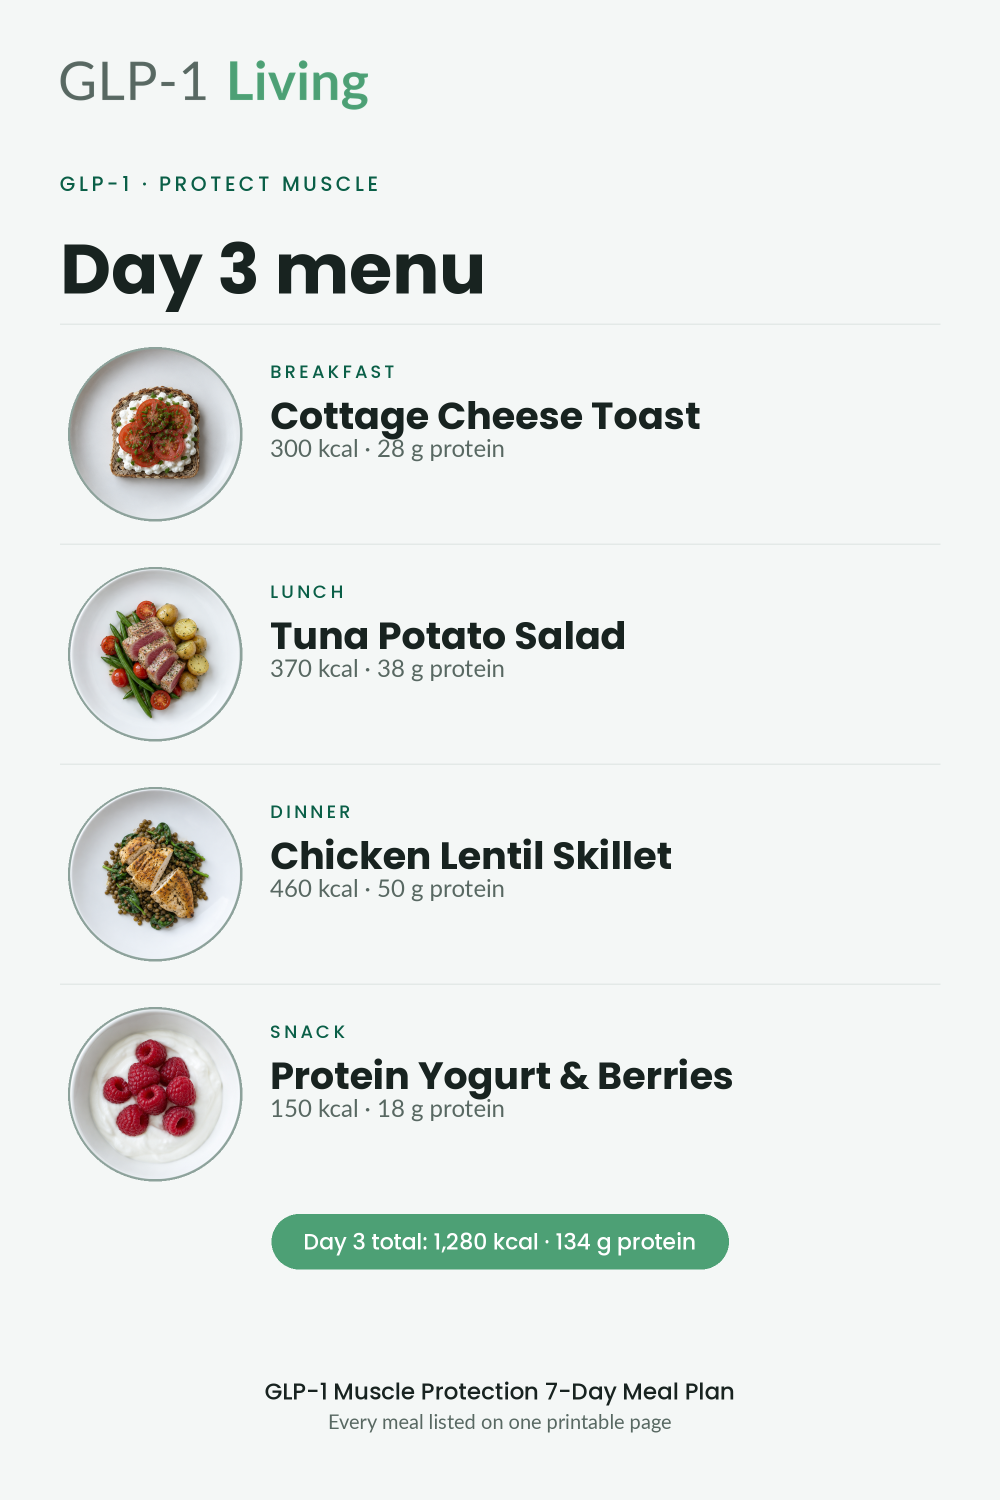 GLP-1 Living
GLP-1 · PROTECT MUSCLE
Day 3 menu
BREAKFAST
Cottage Cheese Toast
300 kcal · 28 g protein
LUNCH
Tuna Potato Salad
370 kcal · 38 g protein
DINNER
Chicken Lentil Skillet
460 kcal · 50 g protein
SNACK
Protein Yogurt & Berries
150 kcal · 18 g protein
Day 3 total: 1,280 kcal · 134 g protein
GLP-1 Muscle Protection 7-Day Meal Plan
Every meal listed on one printable page